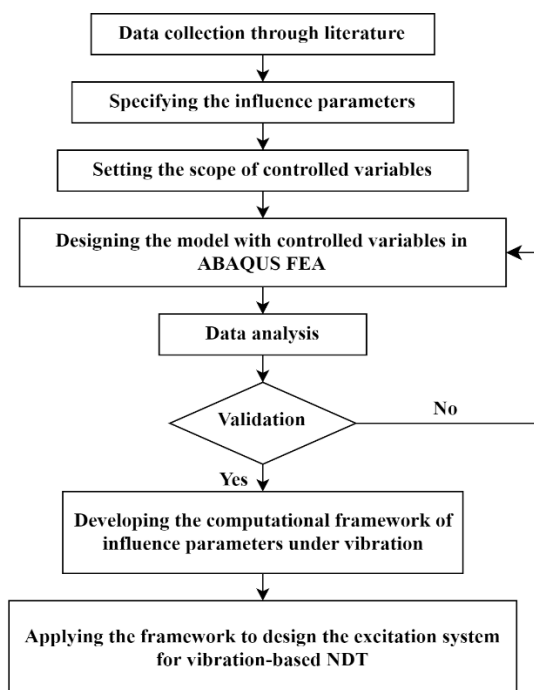 Data collection through literature
Specifying the influence parameters
Setting the scope of controlled variables
Designing the model with controlled variables in
ABAQUS FEA
Data analysis
Validation
No
Yes
Developing the computational framework of
influence parameters under vibration
Applying the framework to design the excitation system
for vibration-based NDT